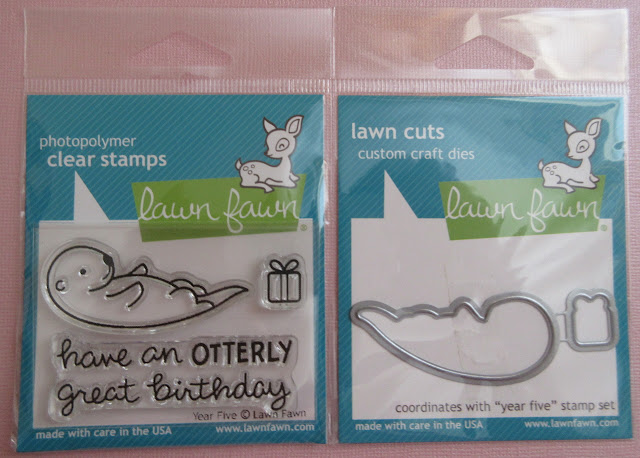 photopolymer
clear stamps
lawn fawn
have an OTTERLY
great birthday
Year Five © Lawn Fawn
made with care in the USA
www.lawnfawn.com
lawn cuts
custom craft dies
lawn fawn
coordinates with "year five" stamp set
made with care in the USA
www.lawnfawn.com